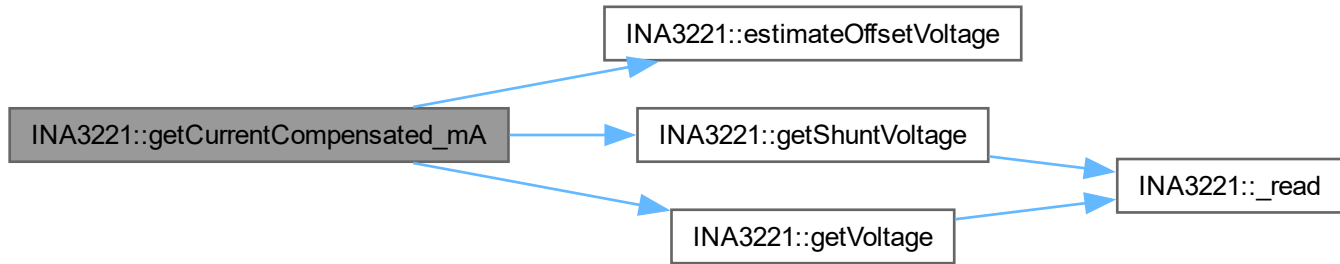 INA3221::estimateOffsetVoltage
INA3221::getCurrentCompensated_mA
INA3221::getShuntVoltage
INA3221::_read
INA3221::getVoltage